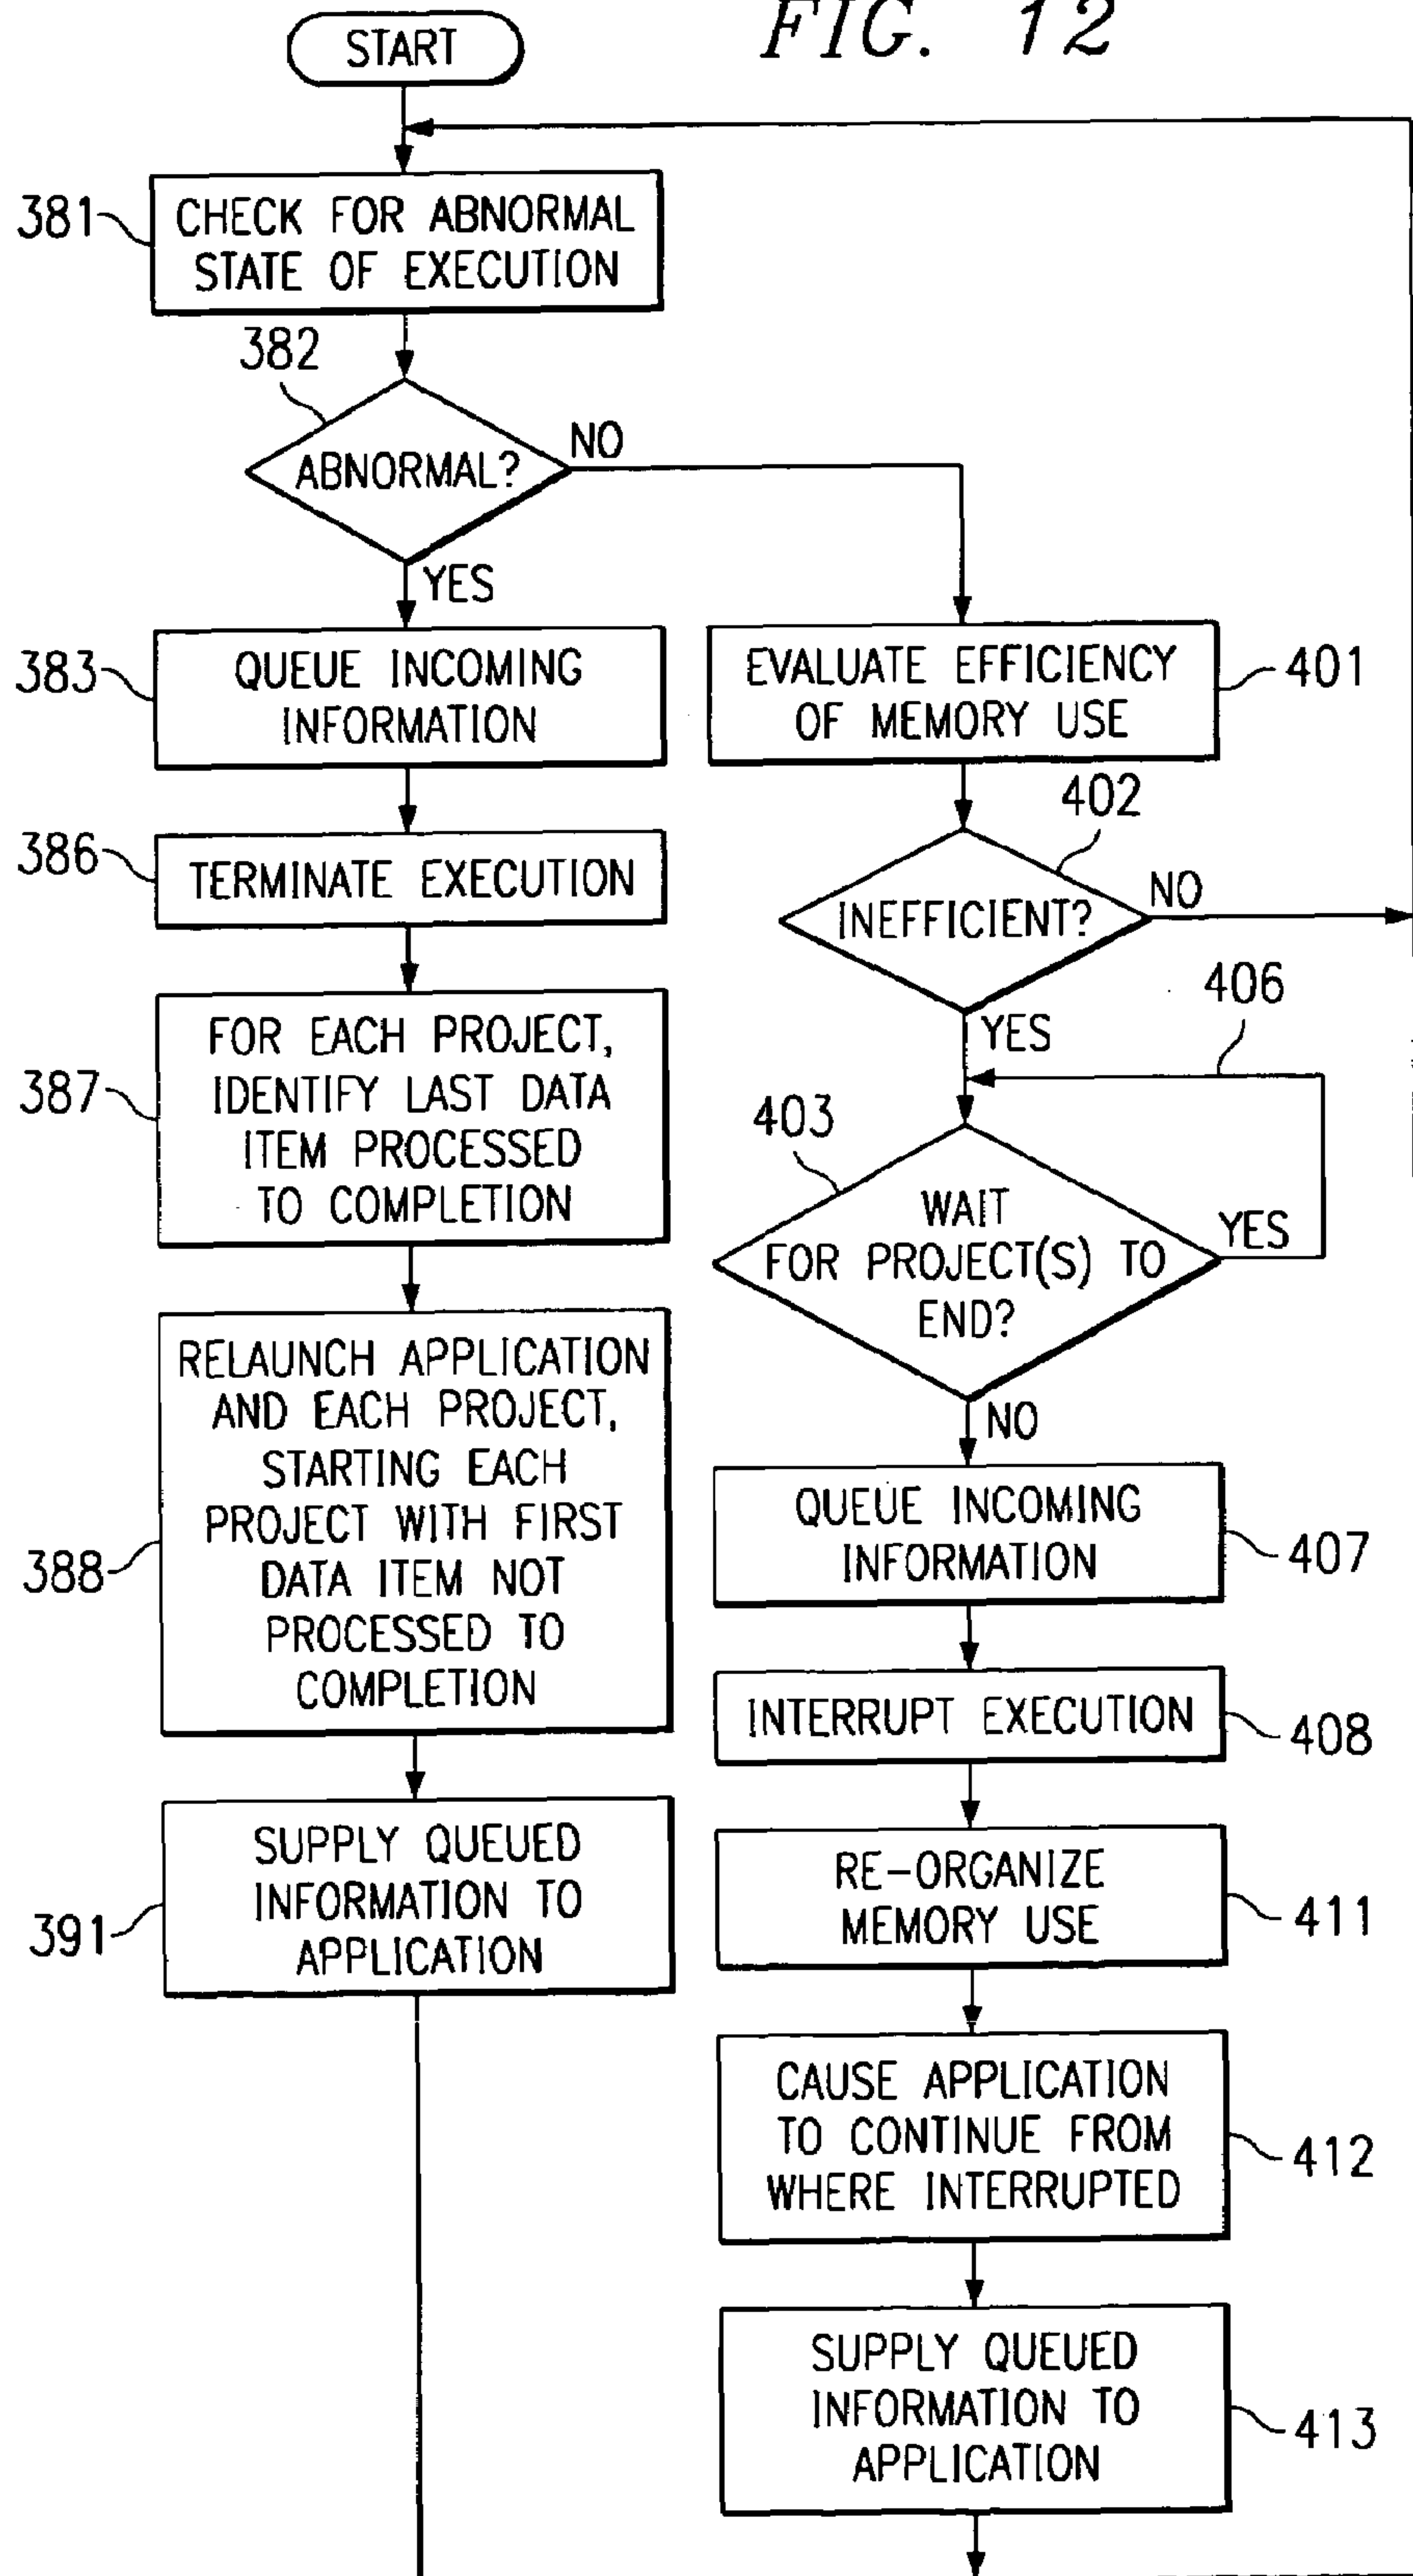 FIG. 12
START
381
CHECK FOR ABNORMAL
STATE OF EXECUTION
382
ABNORMAL?
NO
YES
383
QUEUE INCOMING
INFORMATION
386
TERMINATE EXECUTION
387
FOR EACH PROJECT,
IDENTIFY LAST DATA
ITEM PROCESSED
TO COMPLETION
388
RELAUNCH APPLICATION
AND EACH PROJECT,
STARTING EACH
PROJECT WITH FIRST
DATA ITEM NOT
PROCESSED TO
COMPLETION
391
SUPPLY QUEUED
INFORMATION TO
APPLICATION
EVALUATE EFFICIENCY
OF MEMORY USE
401
402
INEFFICIENT?
NO
YES
406
403
WAIT
FOR PROJECT(S) TO
END?
YES
NO
QUEUE INCOMING
INFORMATION
407
INTERRUPT EXECUTION
408
RE-ORGANIZE
MEMORY USE
411
CAUSE APPLICATION
TO CONTINUE FROM
WHERE INTERRUPTED
412
SUPPLY QUEUED
INFORMATION TO
APPLICATION
413